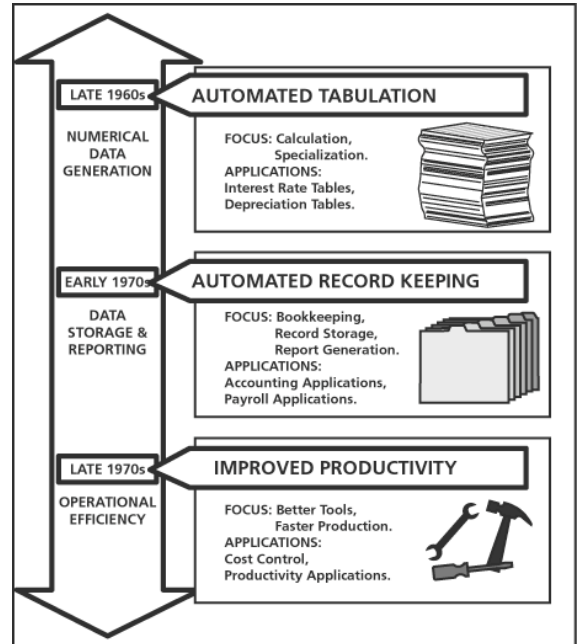 LATE 1960s
AUTOMATED TABULATION
NUMERICAL
DATA
GENERATION
FOCUS: Calculation,
Specialization.
APPLICATIONS:
Interest Rate Tables,
Depreciation Tables.
EARLY 1970s
AUTOMATED RECORD KEEPING
DATA
STORAGE &
REPORTING
FOCUS: Bookkeeping,
Record Storage,
Report Generation.
APPLICATIONS:
Accounting Applications,
Payroll Applications.
LATE 1970s
IMPROVED PRODUCTIVITY
OPERATIONAL
EFFICIENCY
FOCUS: Better Tools,
Faster Production.
APPLICATIONS:
Cost Control,
Productivity Applications.